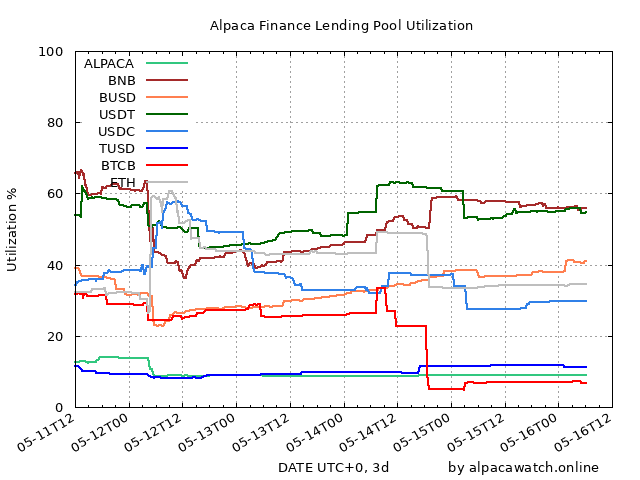 Alpaca Finance Lending Pool Utilization
100
80
60
40
20
0
Utilization %
ALPACA
BNB
BUSD
USDT
USDC
TUSD
BTCB
ETH
05-11T12
05-12T00
05-12T12
05-13T00
05-13T12
05-14T00
05-14T12
05-15T00
05-15T12
05-16T00
05-16T12
DATE UTC+0, 3d
by alpacawatch.online